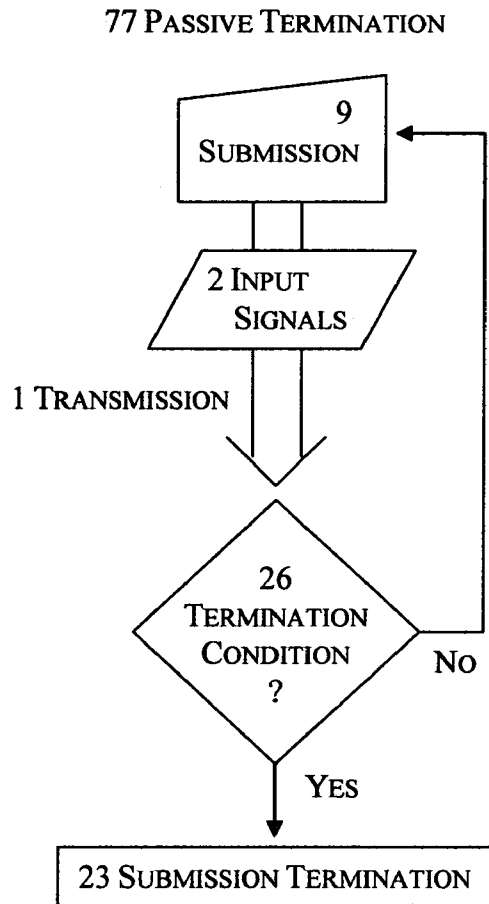 77 PASSIVE TERMINATION
9
SUBMISSION
2 INPUT
SIGNALS
1 TRANSMISSION
26
TERMINATION
CONDITION
?
NO
YES
23 SUBMISSION TERMINATION